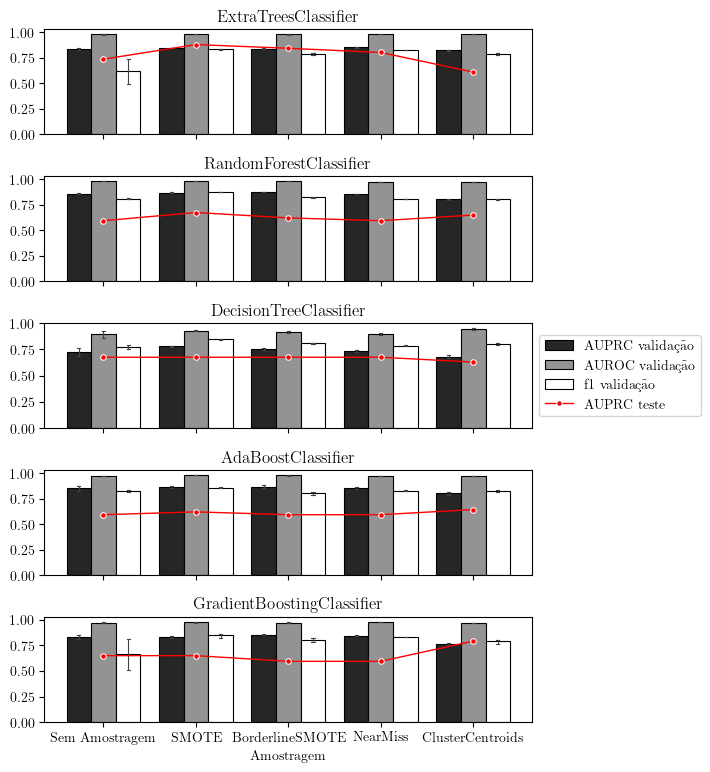 ExtraTreesClassifier
1.00
0.75
0.50
0.25
0.00
RandomForestClassifier
1.00
0.75
0.50
0.25
0.00
DecisionTreeClassifier
1.00
0.75
0.50
0.25
0.00
AUPRC validação
AUROC validação
f1 validação
AUPRC teste
AdaBoostClassifier
1.00
0.75
0.50
0.25
0.00
GradientBoostingClassifier
1.00
0.75
0.50
0.25
0.00
Sem Amostragem SMOTE BorderlineSMOTE NearMiss ClusterCentroids
Amostragem